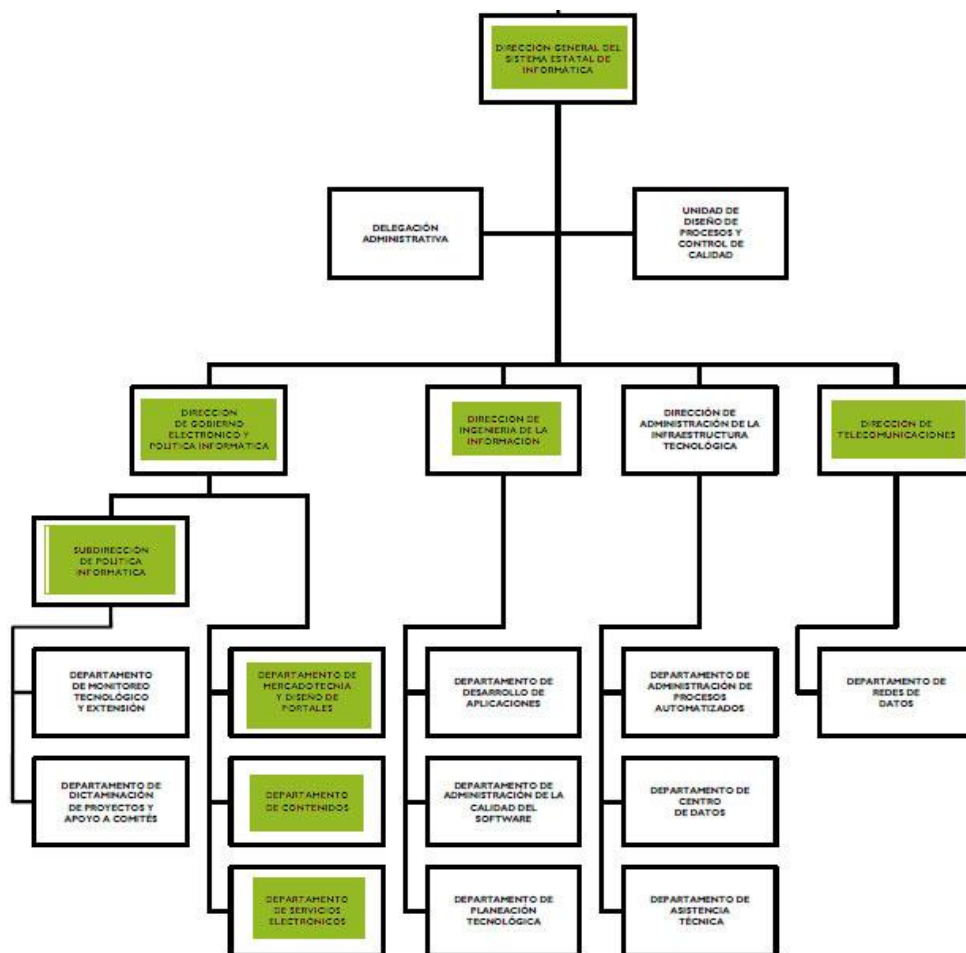 DIRECCIÓN GENERAL DEL
SISTEMA ESTATAL DE
INFORMÁTICA
DELEGACIÓN
ADMINISTRATIVA
UNIDAD DE
DISEÑO DE
PROCESOS Y
CONTROL DE
CALIDAD
DIRECCIÓN
DE GOBIERNO
ELECTRÓNICO Y
POLÍTICA INFORMÁTICA
DIRECCIÓN DE
INGENIERÍA DE LA
INFORMACIÓN
DIRECCIÓN DE
ADMINISTRACIÓN DE LA
INFRAESTRUCTURA
TECNOLÓGICA
DIRECCIÓN DE
TELECOMUNICACIONES
SUBDIRECCIÓN
DE POLÍTICA
INFORMÁTICA
DEPARTAMENTO
DE MONITOREO
TECNOLÓGICO
Y EXTENSIÓN
DEPARTAMENTO DE
MERCADOTECNIA
Y DISEÑO DE
PORTALES
DEPARTAMENTO DE
DESARROLLO DE
APLICACIONES
DEPARTAMENTO DE
ADMINISTRACIÓN DE
PROCESOS
AUTOMATIZADOS
DEPARTAMENTO DE
REDES DE
DATOS
DEPARTAMENTO DE
DICTAMINACIÓN
DE PROYECTOS Y
APOYO A COMITÉS
DEPARTAMENTO
DE CONTENIDOS
DEPARTAMENTO DE
ADMINISTRACIÓN DE LA
CALIDAD DEL
SOFTWARE
DEPARTAMENTO DE
CENTRO
DE DATOS
DEPARTAMENTO
DE SERVICIOS
ELECTRÓNICOS
DEPARTAMENTO DE
PLANEACIÓN
TECNOLÓGICA
DEPARTAMENTO DE
ASISTENCIA
TÉCNICA